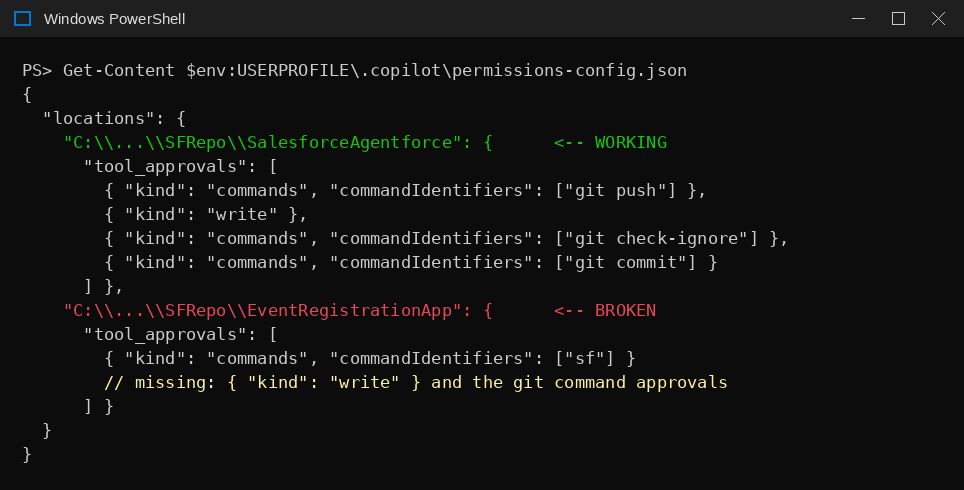 Windows PowerShell
PS> Get-Content $env:USERPROFILE\.copilot\permissions-config.json
{
  "locations": {
    "C:\\...\\SFRepo\\SalesforceAgentforce": {      <-- WORKING
      "tool_approvals": [
        { "kind": "commands", "commandIdentifiers": ["git push"] },
        { "kind": "write" },
        { "kind": "commands", "commandIdentifiers": ["git check-ignore"] },
        { "kind": "commands", "commandIdentifiers": ["git commit"] }
      ] },
    "C:\\...\\SFRepo\\EventRegistrationApp": {      <-- BROKEN
      "tool_approvals": [
        { "kind": "commands", "commandIdentifiers": ["sf"] }
        // missing: { "kind": "write" } and the git command approvals
      ] }
  }
}